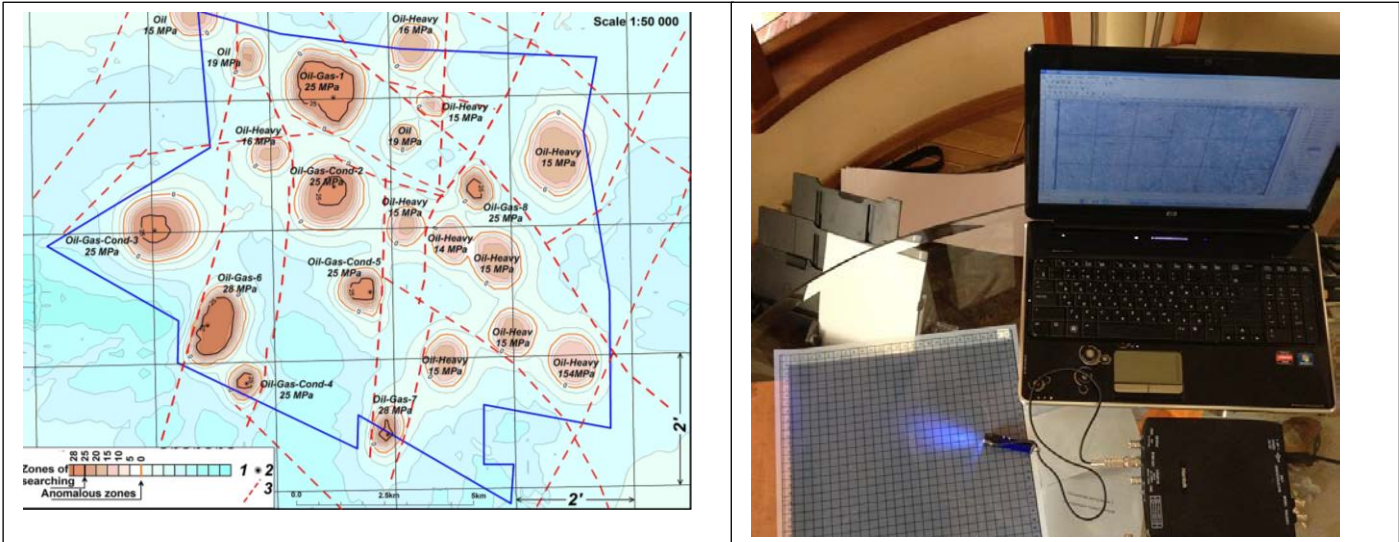 Scale 1:50 000
Oil
15 MPa
Oil-Heavy
16 MPa
Oil
19 MPa
Oil-Gas-1
25 MPa
25
Oil-Heavy
15 MPa
Oil-Heavy
16 MPa
Oil
19 MPa
Oil-Heavy
15 MPa
Oil-Gas-Cond-2
25 MPa
Oil-Heavy
15 MPa
Oil-Gas-8
25 MPa
Oil-Gas-Cond-3
25 MPa
Oil-Heavy
14 MPa
Oil-Heavy
15 MPa
Oil-Gas-Cond-5
25 MPa
Oil-Gas-6
28 MPa
Oil-Heav
15 MPa
Oil-Heavy
15 MPa
Oil-Heavy
154MPa
Oil-Gas-Cond-4
25 MPa
Oil-Gas-7
28 MPa
2'
28 25 20 15 10 5 0
1 2
3
Zones of
searching
Anomalous zones
0.0 2.5km 5km
2'
hp